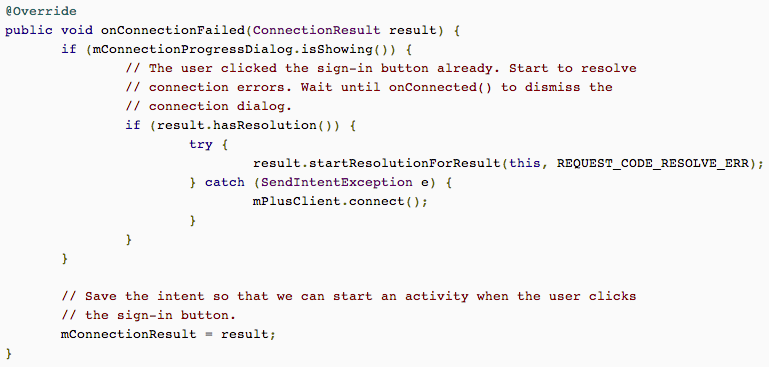 @Override
public void onConnectionFailed(ConnectionResult result) {
if (mConnectionProgressDialog.isShowing()) {
// The user clicked the sign-in button already. Start to resolve
// connection errors. Wait until onConnected() to dismiss the
// connection dialog.
if (result.hasResolution()) {
try {
result.startResolutionForResult(this, REQUEST_CODE_RESOLVE_ERR);
} catch (SendIntentException e) {
mPlusClient.connect();
}
}
}
// Save the intent so that we can start an activity when the user clicks
// the sign-in button.
mConnectionResult = result;
}